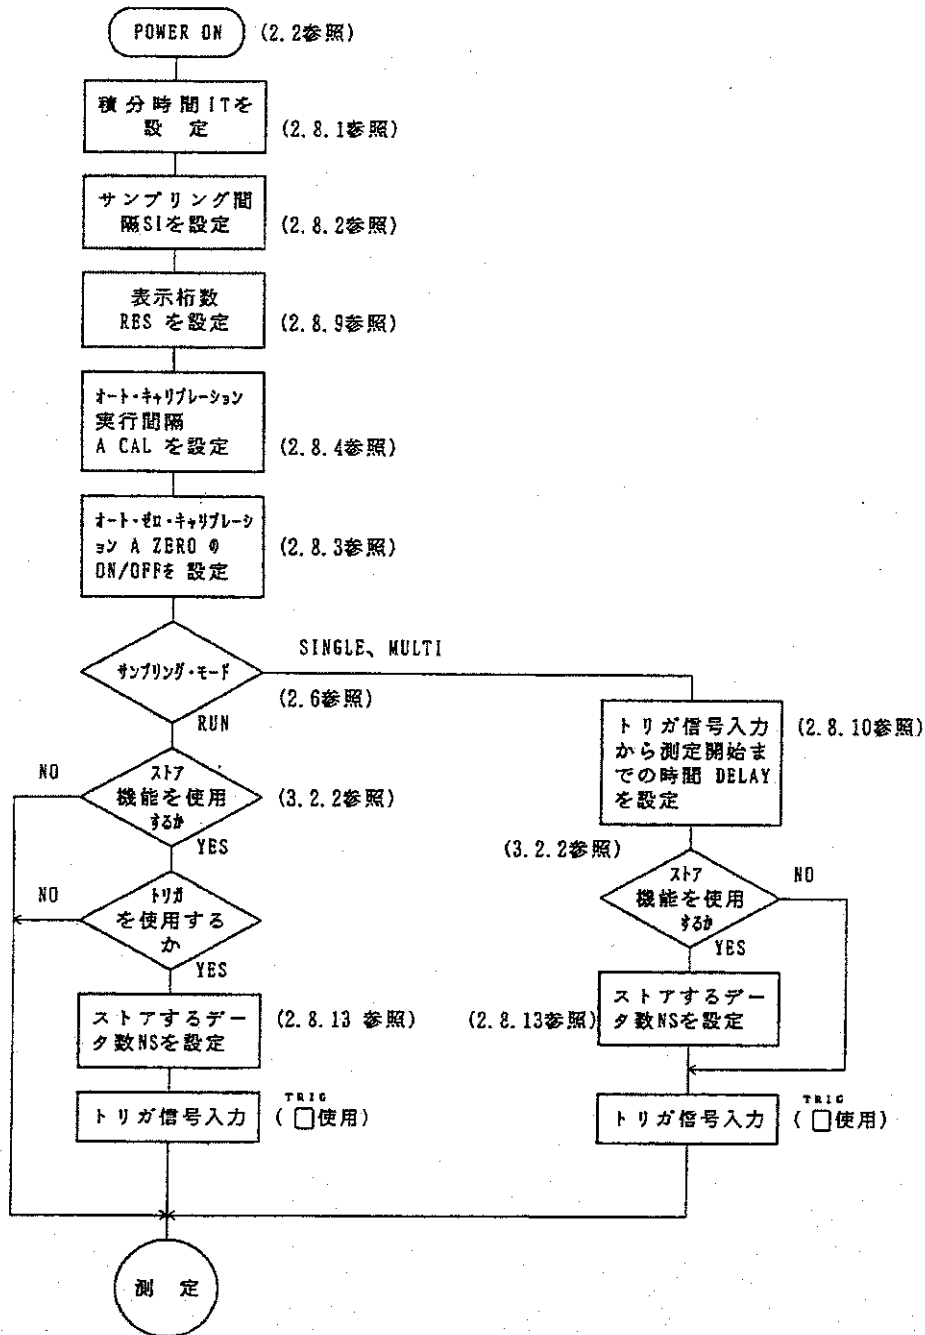 POWER ON
(2.2参照)
積分時間ITを
設 定
(2.8.1参照)
サンプリング間
隔SIを設定
(2.8.2参照)
表示桁数
RES を設定
(2.8.9参照)
オート・キャリブレーション
実行間隔
A CAL を設定
(2.8.4参照)
オート・ゼロ・キャリブレーシ
ョン A ZERO の
ON/OFFを 設定
(2.8.3参照)
サンプリング・モード
SINGLE、MULTI
(2.6参照)
RUN
トリガ信号入力
から測定開始ま
での時間 DELAY
を設定
(2.8.10参照)
NO
ストア
機能を使用
するか
(3.2.2参照)
YES
(3.2.2参照)
ストア
機能を使用
するか
NO
YES
NO
トリガ
を使用する
か
YES
ストアするデー
タ数NSを設定
(2.8.13 参照)
(2.8.13参照)
ストアするデー
タ数NSを設定
トリガ信号入力
TRIG
(□使用)
トリガ信号入力
TRIG
(□使用)
測 定